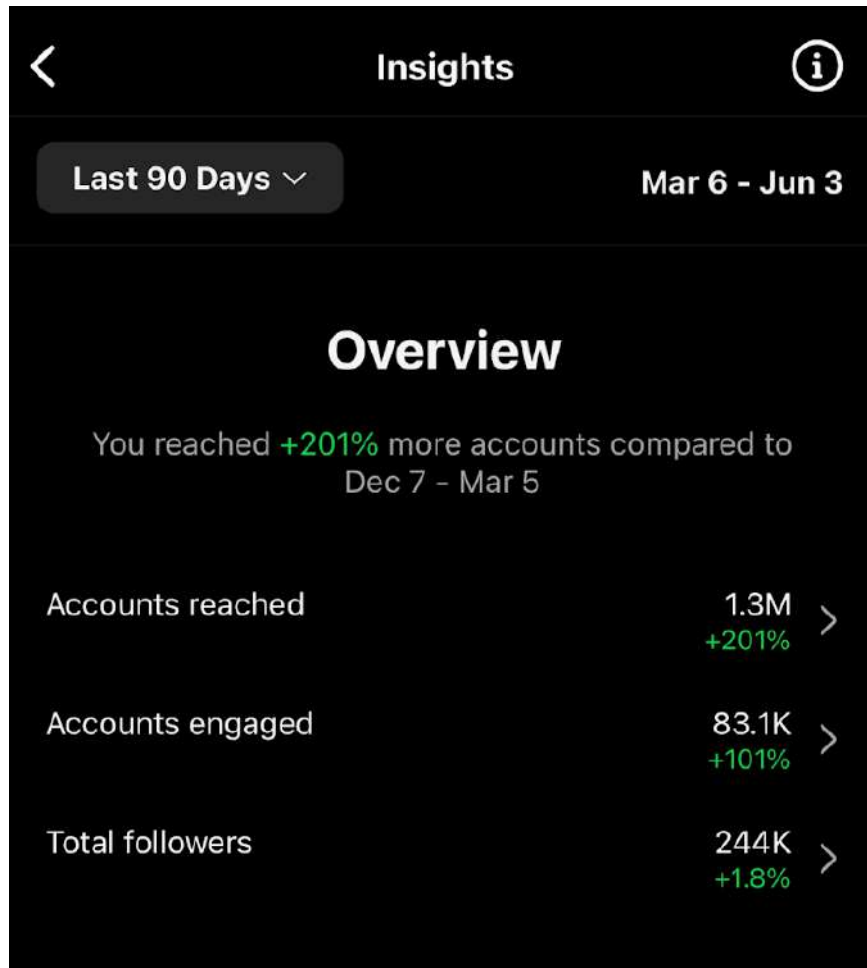 Insights
Last 90 Days
Mar 6 - Jun 3
Overview
You reached +201% more accounts compared to
Dec 7 - Mar 5
Accounts reached
1.3M
+201%
Accounts engaged
83.1K
+101%
Total followers
244K
+1.8%